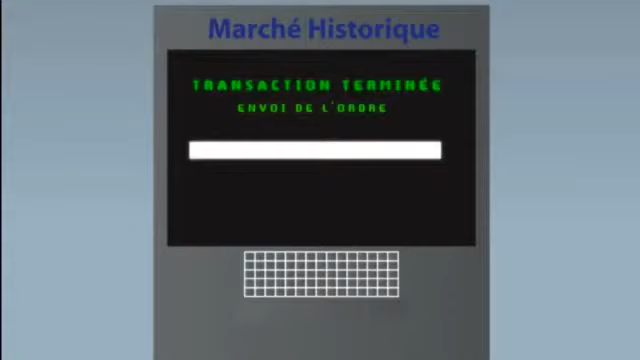 Marché Historique
TRANSACTION TERMINÉE
ENVOI DE L'ORDRE